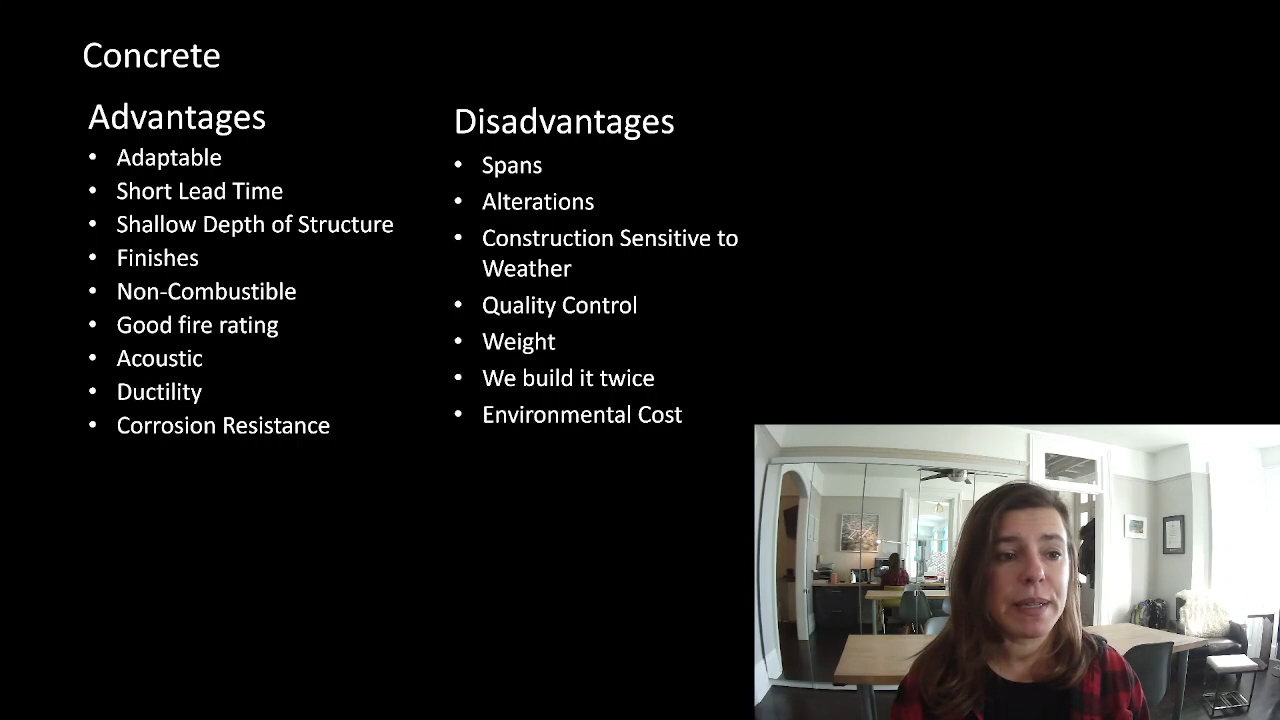 Concrete
Advantages
• Adaptable
• Short Lead Time
• Shallow Depth of Structure
• Finishes
• Non-Combustible
• Good fire rating
• Acoustic
• Ductility
• Corrosion Resistance
Disadvantages
• Spans
• Alterations
• Construction Sensitive to
Weather
• Quality Control
• Weight
• We build it twice
• Environmental Cost